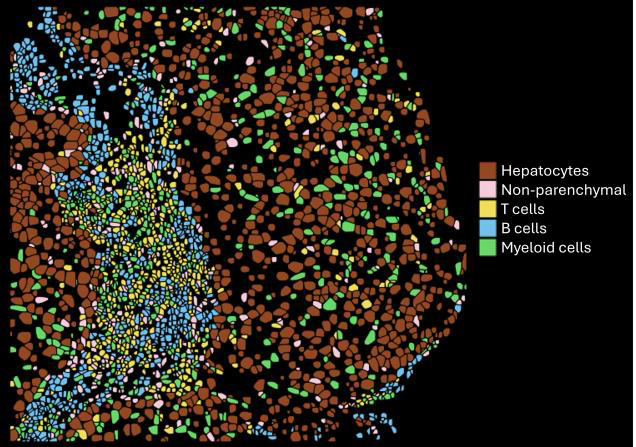 Hepatocytes
Non-parenchymal
T cells
B cells
Myeloid cells